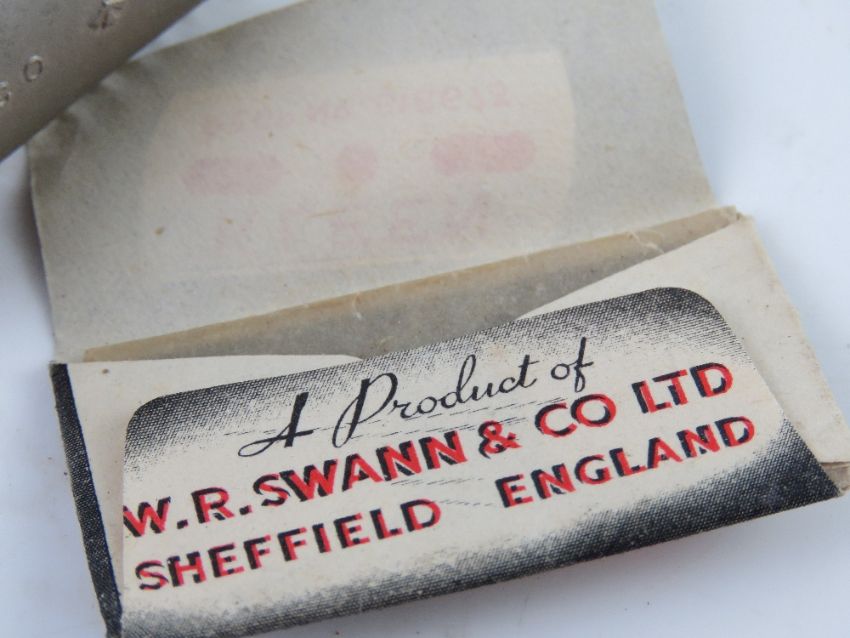 A Product of
W.R. SWANN & CO LTD
SHEFFIELD ENGLAND